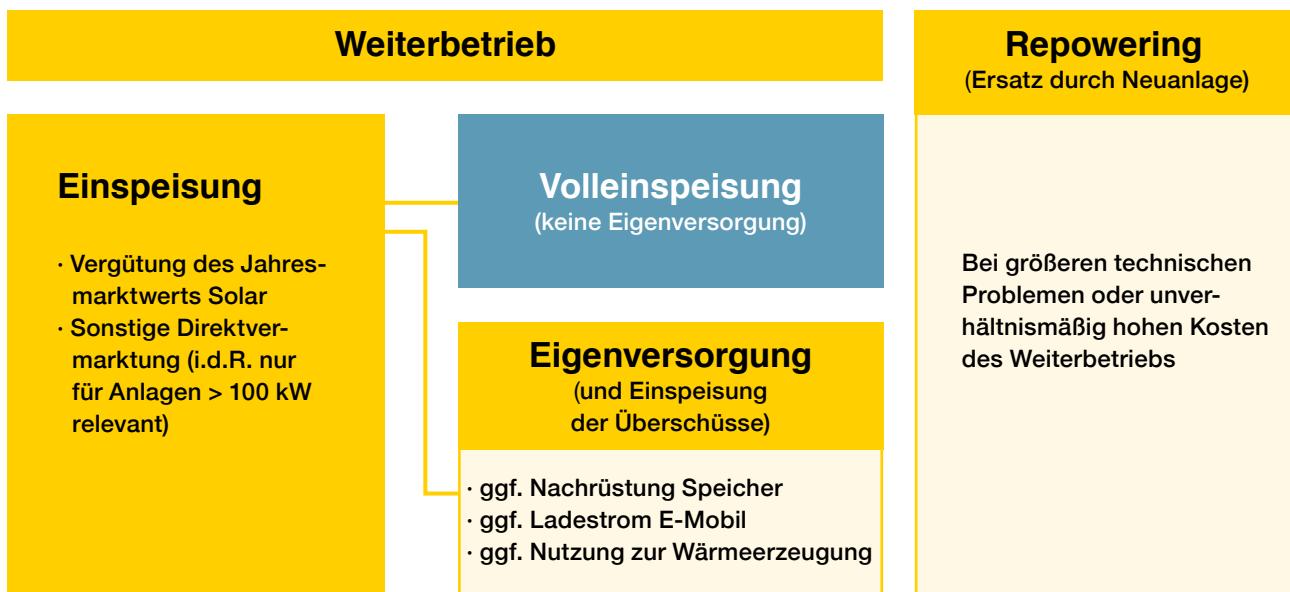 Weiterbetrieb
Einspeisung
· Vergütung des Jahres-
marktwerts Solar
· Sonstige Direktver-
marktung (i.d.R. nur
für Anlagen > 100 kW
relevant)
Volleinspeisung
(keine Eigenversorgung)
Eigenversorgung
(und Einspeisung
der Überschüsse)
· ggf. Nachrüstung Speicher
· ggf. Ladestrom E-Mobil
· ggf. Nutzung zur Wärmeerzeugung
Repowering
(Ersatz durch Neuanlage)
Bei größeren technischen
Problemen oder unver-
hältnismäßig hohen Kosten
des Weiterbetriebs